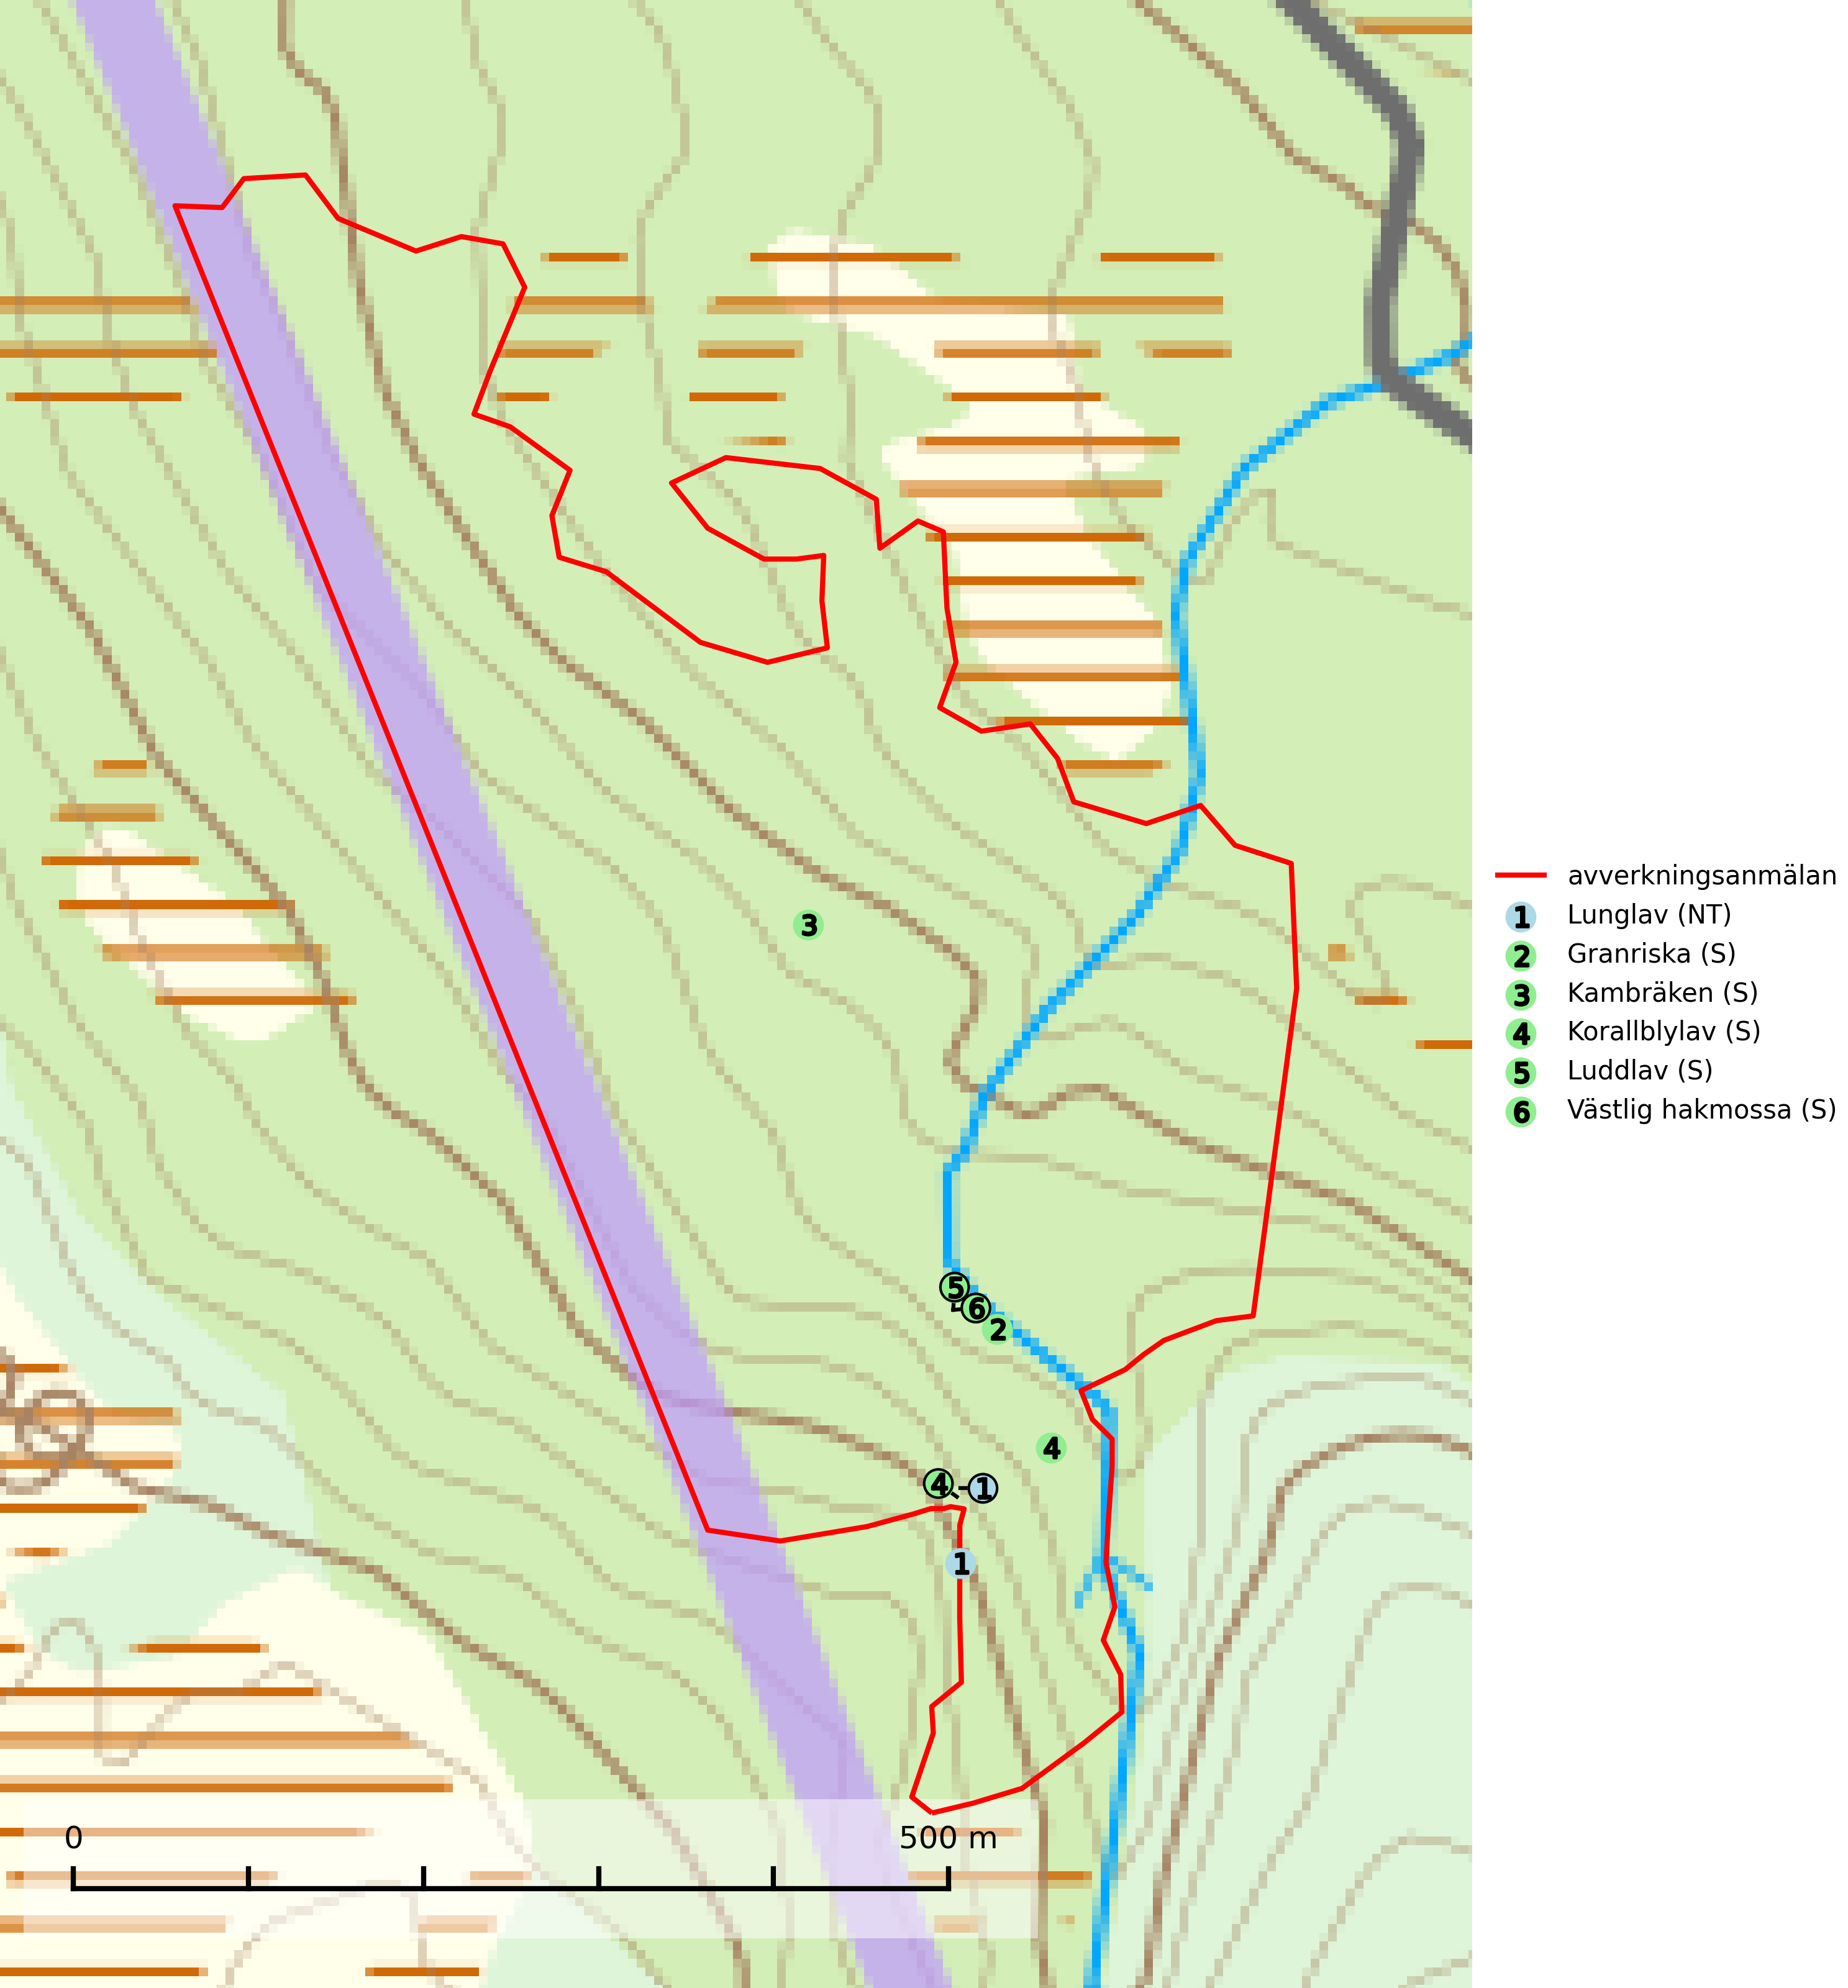 3
5
6
2
4
4 1
1
0 500 m
avverkningsanmälan
1 Lunglav (NT)
2 Granriska (S)
3 Kambräken (S)
4 Korallblylav (S)
5 Luddlav (S)
6 Västlig hakmossa (S)